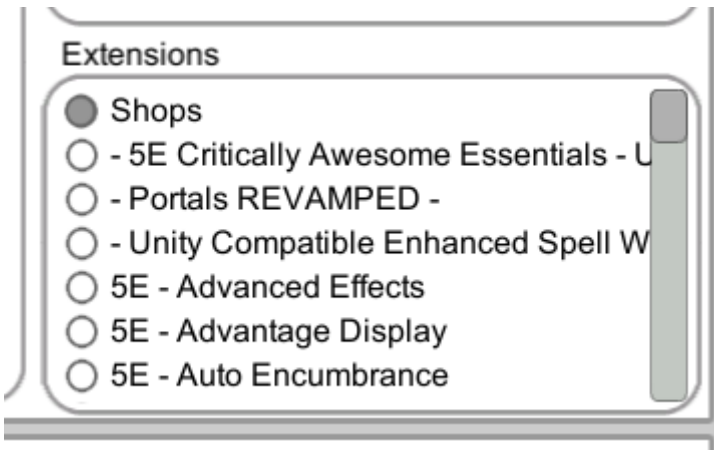 Extensions
Shops
- 5E Critically Awesome Essentials - U
- Portals REVAMPED -
- Unity Compatible Enhanced Spell W
5E - Advanced Effects
5E - Advantage Display
5E - Auto Encumbrance